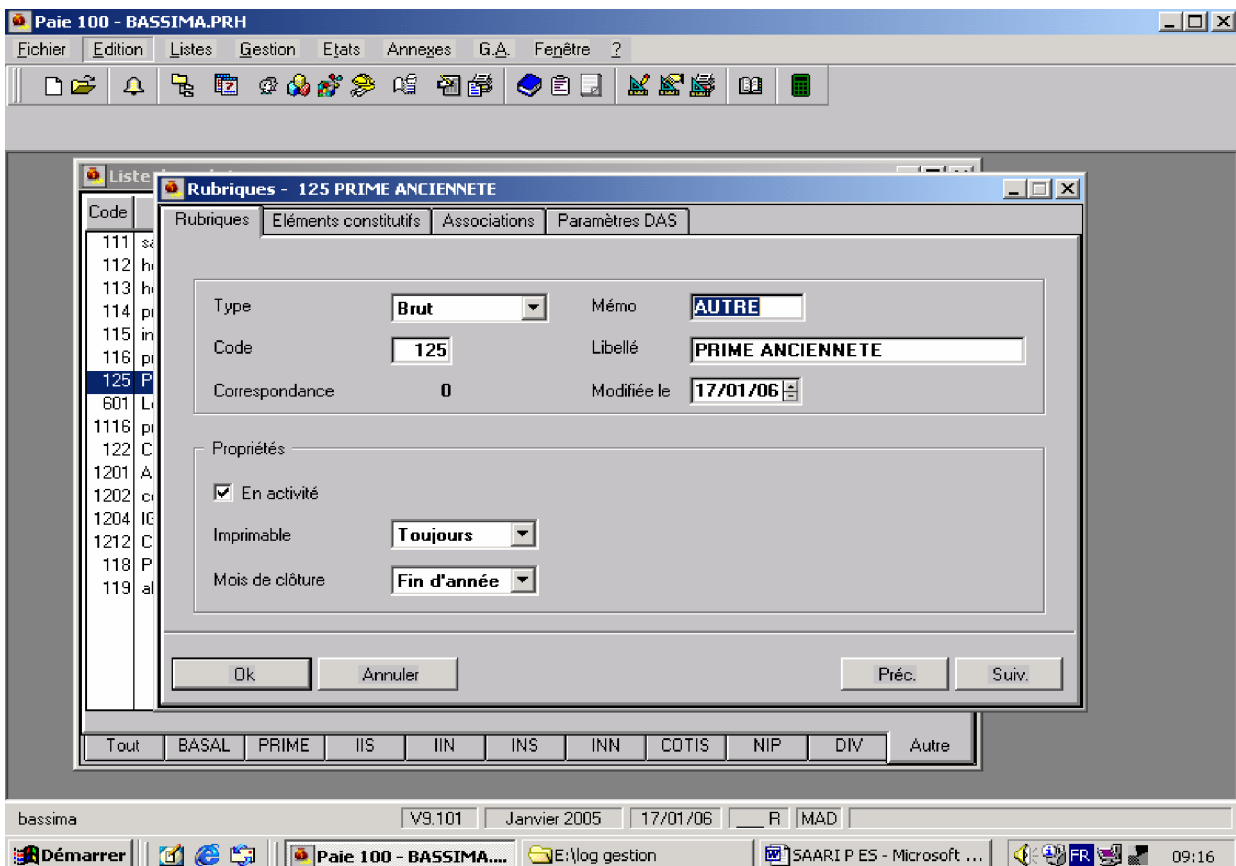 Paie 100 - BASSIMA.PRH
Fichier Edition Listes Gestion Etats Annexes G.A. Fenêtre ?
Liste
Rubriques - 125 PRIME ANCIENNETE
Code
Rubriques Eléments constitutifs Associations Paramètres DAS
111
112
113
114
115
116
125 P
601
1116
122 C
1201 A
1202
1204
1212 C
118 P
119
Type Brut Mémo AUTRE
Code 125 Libellé PRIME ANCIENNETE
Correspondance 0 Modifiée le 17/01/06
Propriétés
En activité
Imprimable Toujours
Mois de clôture Fin d'année
Ok Annuler Préc. Suiv.
Tout BASAL PRIME IIS IIN INS INN COTIS NIP DIV Autre
bassima V9.101 Janvier 2005 17/01/06 ___ R MAD
Démarrer Paie 100 - BASSIMA.... E:\log gestion SAARI P ES - Microsoft ... FR 09:16